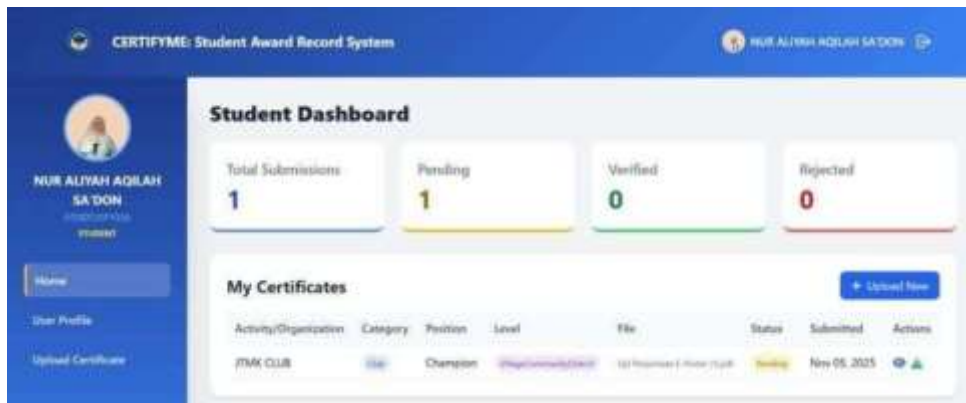 CERTIFYME: Student Award Record System
NUR ALIYAH AQILAH SA'DON
NUR ALIYAH AQILAH
SA'DON
STUDENT
Home
User Profile
Upload Certificate
Student Dashboard
Total Submissions
1
Pending
1
Verified
0
Rejected
0
My Certificates
+ Upload New
Activity/Organization Category Position Level File Status Submitted Actions
JTMK CLUB Club Champion Pending Nov 05, 2025